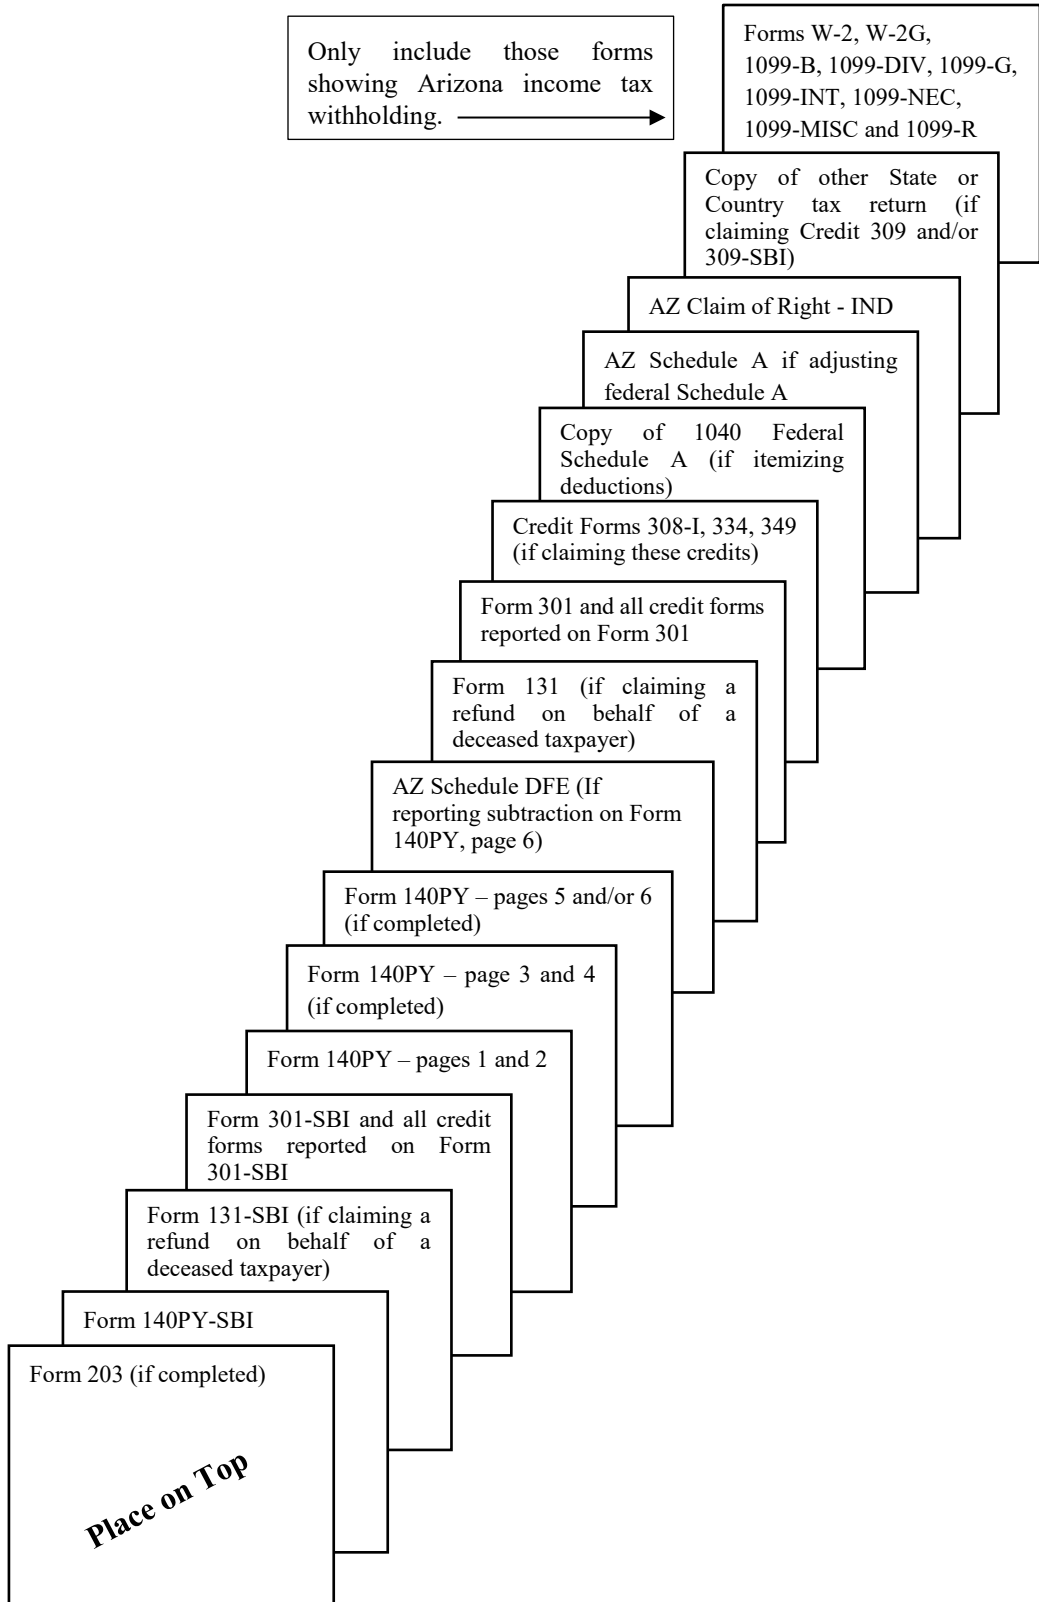 Only include those forms
showing Arizona income tax
withholding.
Forms W-2, W-2G,
1099-B, 1099-DIV, 1099-G,
1099-INT, 1099-NEC,
1099-MISC and 1099-R
Copy of other State or
Country tax return (if
claiming Credit 309 and/or
309-SBI)
AZ Claim of Right - IND
AZ Schedule A if adjusting
federal Schedule A
Copy of 1040 Federal
Schedule A (if itemizing
deductions)
Credit Forms 308-I, 334, 349
(if claiming these credits)
Form 301 and all credit forms
reported on Form 301
Form 131 (if claiming a
refund on behalf of a
deceased taxpayer)
AZ Schedule DFE (If
reporting subtraction on Form
140PY, page 6)
Form 140PY – pages 5 and/or 6
(if completed)
Form 140PY – page 3 and 4
(if completed)
Form 140PY – pages 1 and 2
Form 301-SBI and all credit
forms reported on Form
301-SBI
Form 131-SBI (if claiming a
refund on behalf of a
deceased taxpayer)
Form 140PY-SBI
Form 203 (if completed)
Place on Top